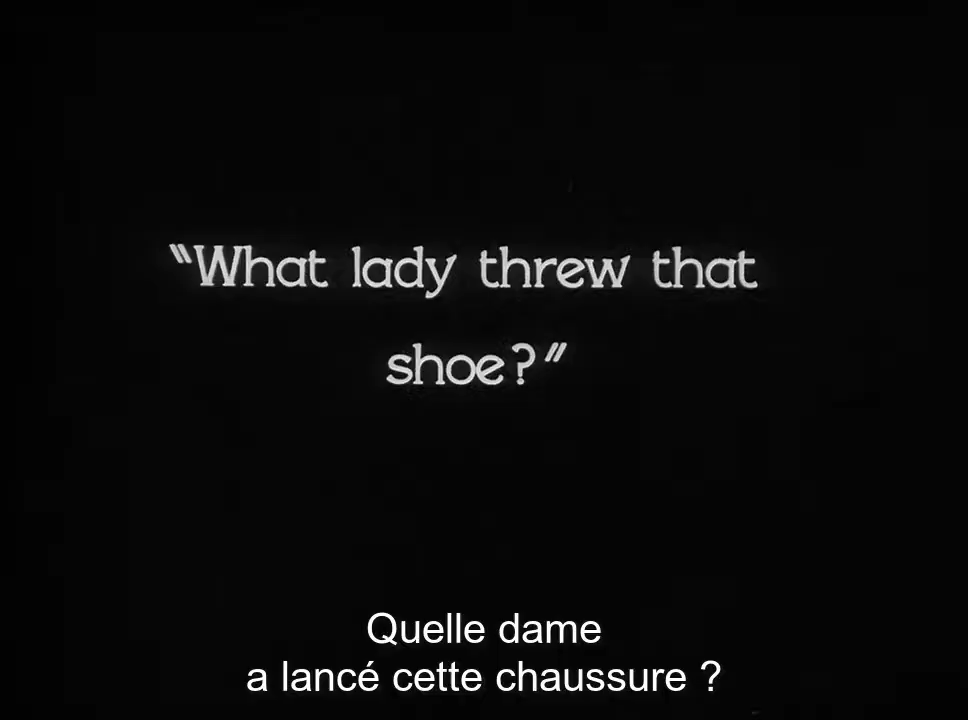 "What lady threw that
shoe?"
Quelle dame
a lancé cette chaussure ?